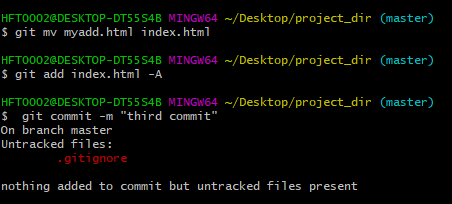 HFT0002@DESKTOP-DT55S4B MINGW64 ~/Desktop/project_dir (master)
$ git mv myadd.html index.html
HFT0002@DESKTOP-DT55S4B MINGW64 ~/Desktop/project_dir (master)
$ git add index.html -A
HFT0002@DESKTOP-DT55S4B MINGW64 ~/Desktop/project_dir (master)
$  git commit -m "third commit"
On branch master
Untracked files:
        .gitignore
nothing added to commit but untracked files present